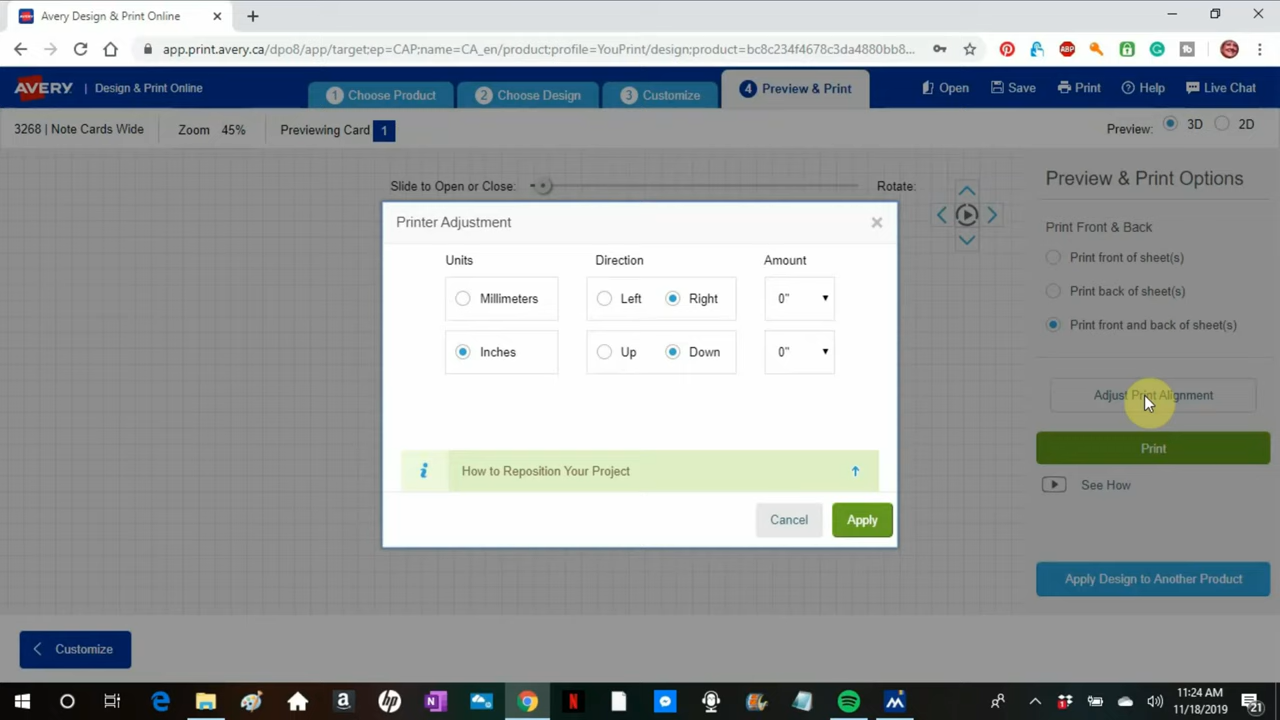 Avery Design & Print Online
app.print.avery.ca/dpo8/app/target:ep=CAP:name=CA_en/product:profile=YouPrint/design:product=bc8c234f4678c3da4880bb8...
AVERY Design & Print Online
1 Choose Product
2 Choose Design
3 Customize
4 Preview & Print
Open
Save
Print
Help
Live Chat
3268 | Note Cards Wide
Zoom 45%
Previewing Card 1
Preview: 3D 2D
Slide to Open or Close:
Rotate:
Preview & Print Options
Print Front & Back
Print front of sheet(s)
Print back of sheet(s)
Print front and back of sheet(s)
Adjust Print Alignment
Print
See How
Apply Design to Another Product
Printer Adjustment
Units Direction Amount
Millimeters Left Right 0"
Inches Up Down 0"
How to Reposition Your Project
Cancel Apply
Customize
11:24 AM
11/18/2019
21